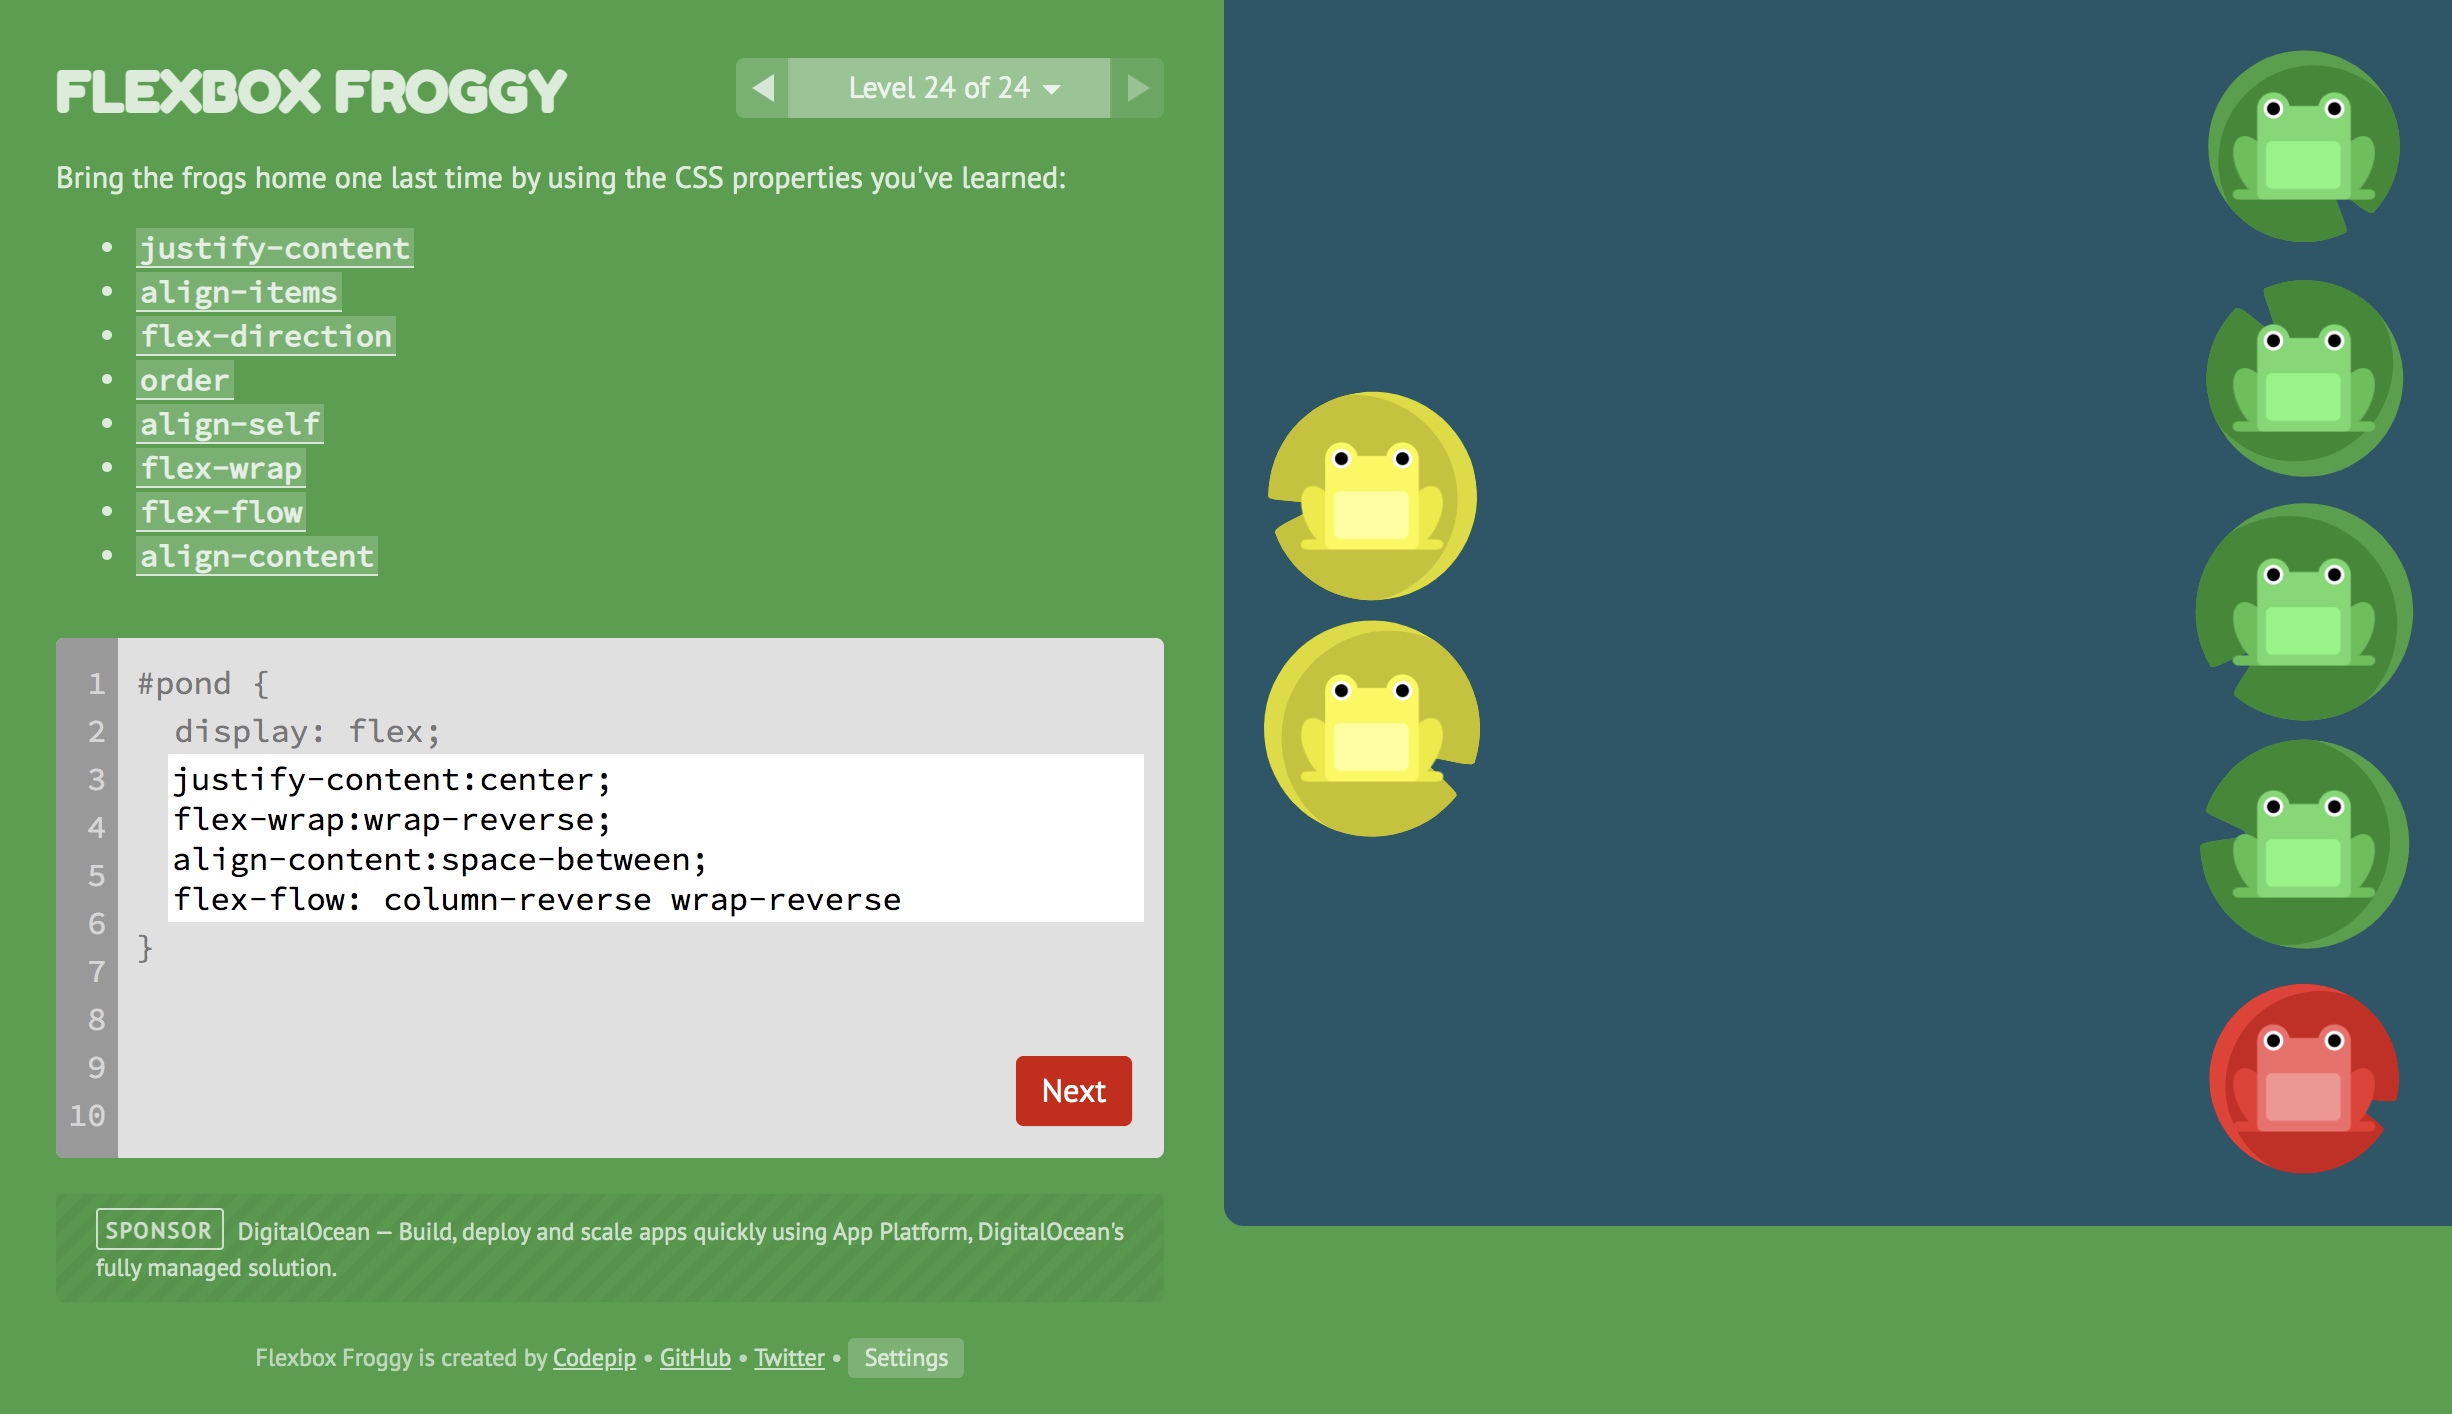 FLEXBOX FROGGY
Level 24 of 24
Bring the frogs home one last time by using the CSS properties you've learned:
justify-content
align-items
flex-direction
order
align-self
flex-wrap
flex-flow
align-content
1 #pond {
2 display: flex;
3 justify-content:center;
4 flex-wrap:wrap-reverse;
5 align-content:space-between;
6 flex-flow: column-reverse wrap-reverse
}
7
8
9
10
Next
SPONSOR DigitalOcean — Build, deploy and scale apps quickly using App Platform, DigitalOcean's
fully managed solution.
Flexbox Froggy is created by Codepip • GitHub • Twitter • Settings